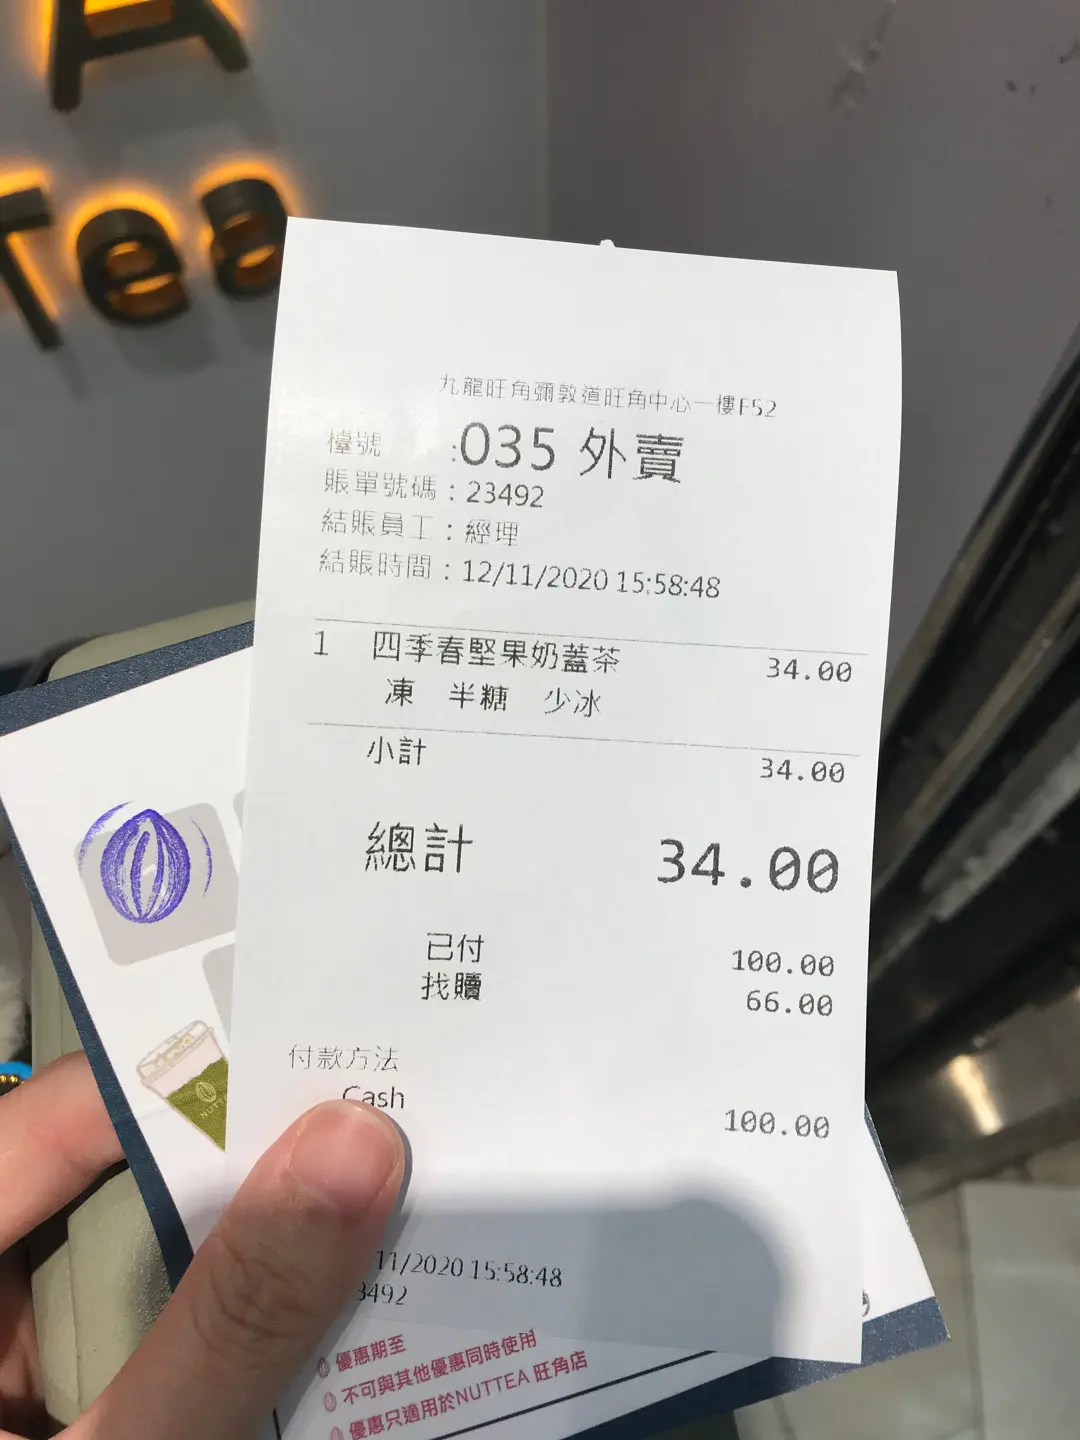 A
Tea
九龍旺角彌敦道旺角中心一樓F52
檯號 :035 外賣
賬單號碼：23492
結賬員工：經理
結賬時間：12/11/2020 15:58:48
1 四季春堅果奶蓋茶 34.00
凍 半糖 少冰
小計 34.00
總計 34.00
已付 100.00
找贖 66.00
付款方法
Cash 100.00
11/2020 15:58:48
3492
NUTTEA
優惠期至
不可與其他優惠同時使用
優惠只適用於NUTTEA 旺角店